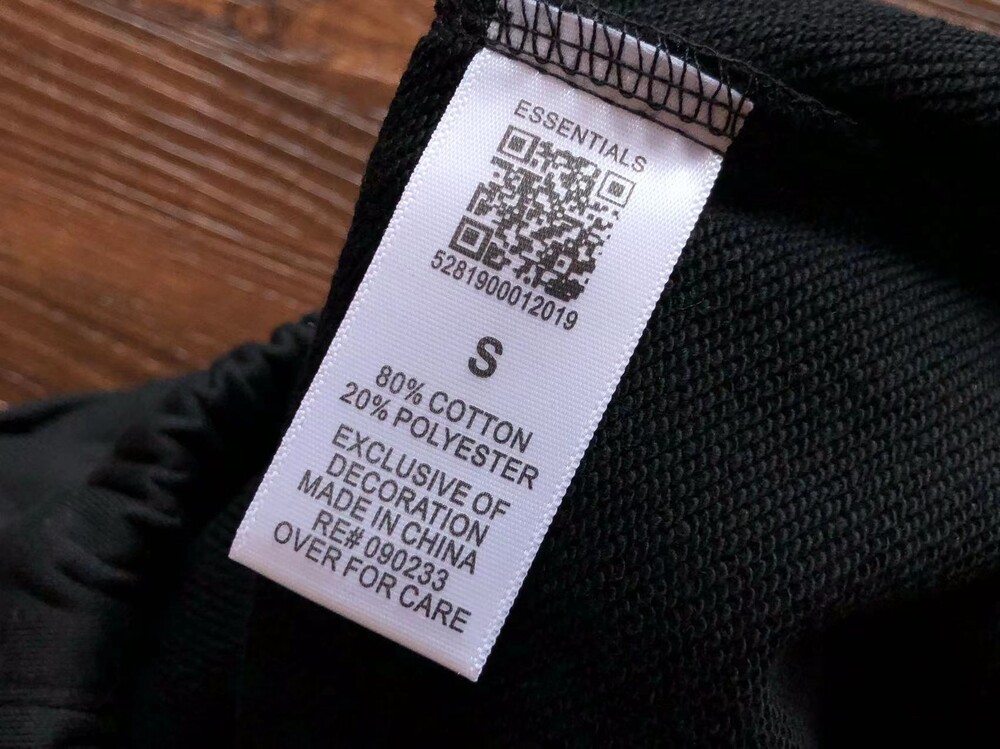 ESSENTIALS
5281900012019
S
80% COTTON
20% POLYESTER
EXCLUSIVE OF
DECORATION
MADE IN CHINA
RE# 090233
OVER FOR CARE